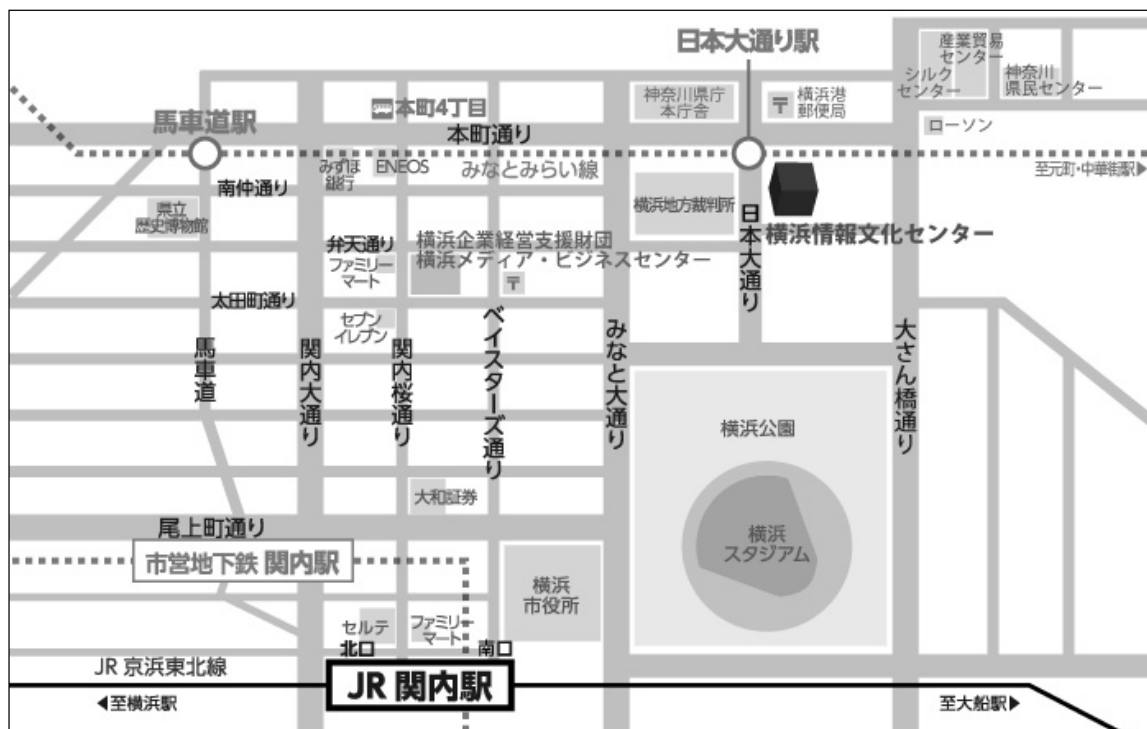 日本大通り駅
産業貿易
センター
シルク
センター
神奈川
県民センター
神奈川県庁
本庁舎
〒
横浜港
郵便局
本町4丁目
馬車道駅
本町通り
ローソン
みずほ
銀行
ENEOS
みなとみらい線
至元町・中華街駅▶
南仲通り
県立
歴史博物館
横浜地方裁判所
日本大通り
横浜情報文化センター
弁天通り
横浜企業経営支援財団
横浜メディア・ビジネスセンター
ファミリー
マート
〒
太田町通り
セブン
イレブン
馬車道
関内大通り
関内桜通り
ベイスターズ通り
みなと大通り
大さん橋通り
横浜公園
大和証券
横浜
スタジアム
尾上町通り
市営地下鉄 関内駅
横浜
市役所
セルテ
ファミリー
マート
北口
南口
JR 京浜東北線
JR 関内駅
◀至横浜駅
至大船駅▶